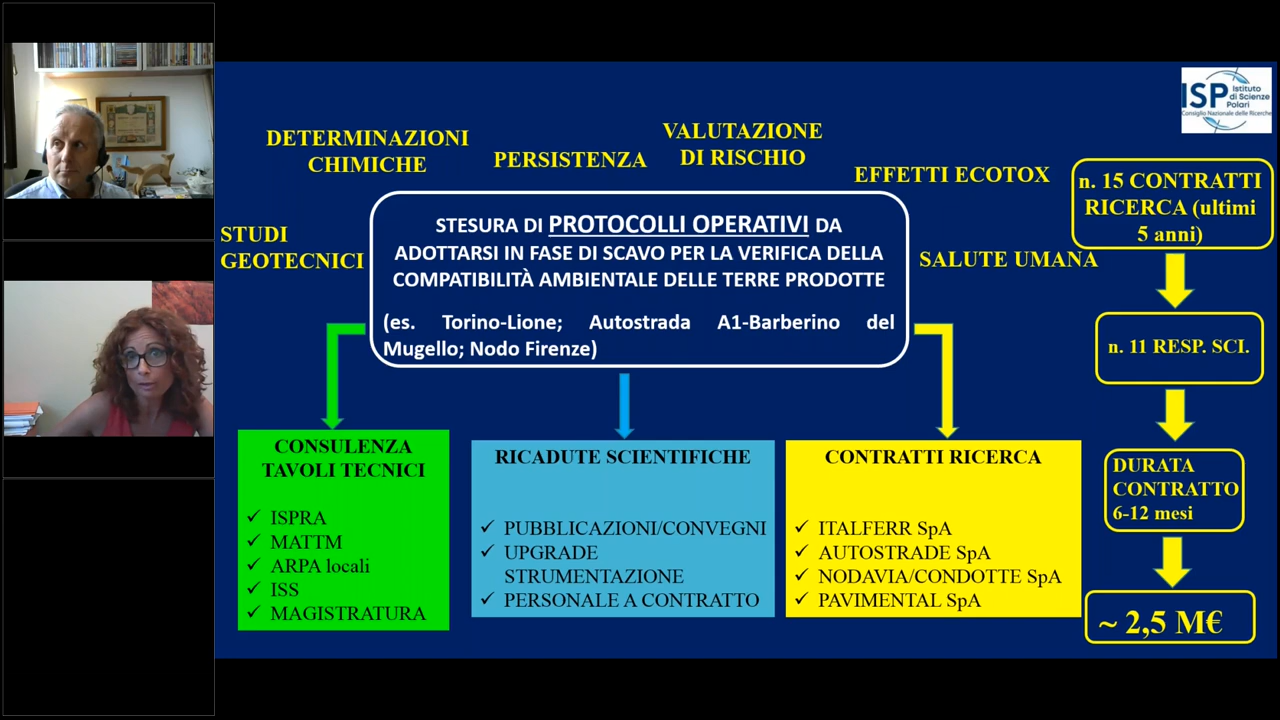 ISP Istituto
di Scienze
Polari
Consiglio Nazionale delle Ricerche
DETERMINAZIONI
CHIMICHE
PERSISTENZA
VALUTAZIONE
DI RISCHIO
EFFETTI ECOTOX
STUDI
GEOTECNICI
SALUTE UMANA
STESURA DI PROTOCOLLI OPERATIVI DA
ADOTTARSI IN FASE DI SCAVO PER LA VERIFICA DELLA
COMPATIBILITÀ AMBIENTALE DELLE TERRE PRODOTTE
(es. Torino-Lione; Autostrada A1-Barberino del
Mugello; Nodo Firenze)
CONSULENZA
TAVOLI TECNICI
✓ ISPRA
✓ MATTM
✓ ARPA locali
✓ ISS
✓ MAGISTRATURA
RICADUTE SCIENTIFICHE
✓ PUBBLICAZIONI/CONVEGNI
✓ UPGRADE
STRUMENTAZIONE
✓ PERSONALE A CONTRATTO
CONTRATTI RICERCA
✓ ITALFERR SpA
✓ AUTOSTRADE SpA
✓ NODAVIA/CONDOTTE SpA
✓ PAVIMENTAL SpA
n. 15 CONTRATTI
RICERCA (ultimi
5 anni)
n. 11 RESP. SCI.
DURATA
CONTRATTO
6-12 mesi
~ 2,5 M€